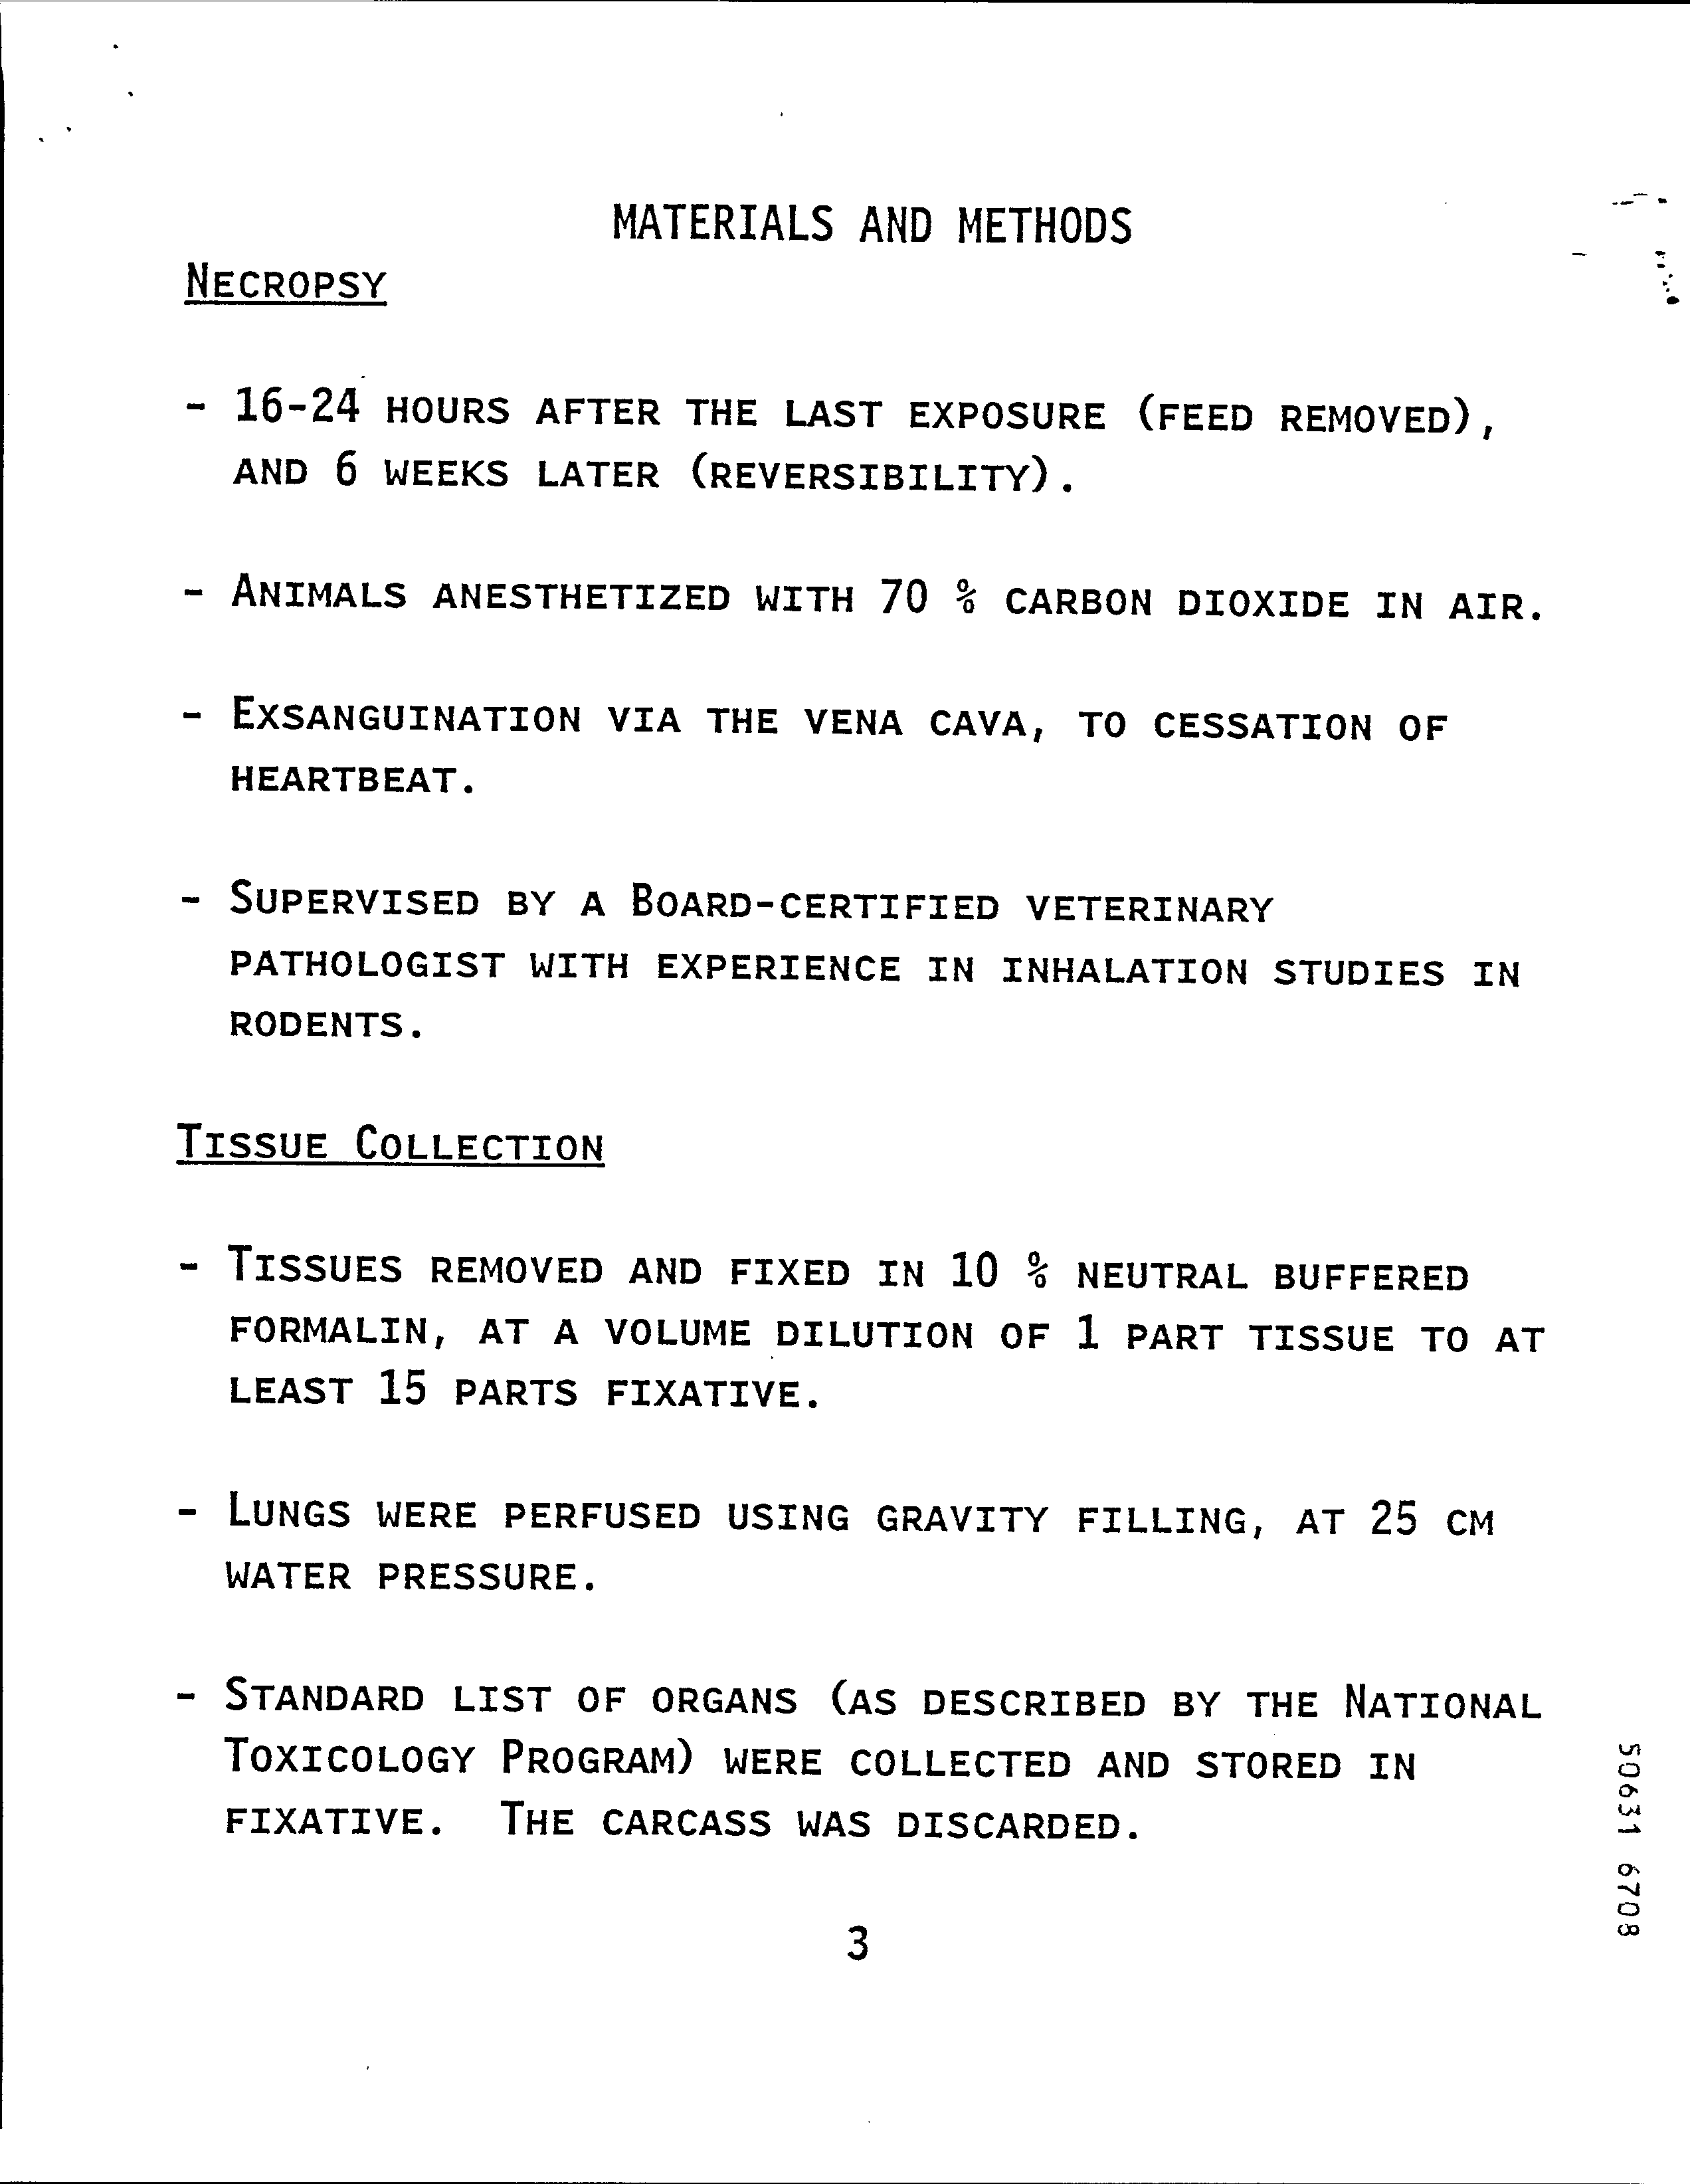 MATERIALS AND METHODS
NECROPSY
- 16-24 HOURS AFTER THE LAST EXPOSURE (FEED REMOVED),
AND 6 WEEKS LATER (REVERSIBILITY).
- ANIMALS ANESTHETIZED WITH 70 % CARBON DIOXIDE IN AIR.
- EXSANGUINATION VIA THE VENA CAVA, TO CESSATION OF
HEARTBEAT.
- SUPERVISED BY A BOARD-CERTIFIED VETERINARY
PATHOLOGIST WITH EXPERIENCE IN INHALATION STUDIES IN
RODENTS.
TISSUE COLLECTION
- TISSUES REMOVED AND FIXED IN 10 % NEUTRAL BUFFERED
FORMALIN, AT A VOLUME DILUTION OF 1 PART TISSUE TO AT
LEAST 15 PARTS FIXATIVE.
- LUNGS WERE PERFUSED USING GRAVITY FILLING, AT 25 CM
WATER PRESSURE.
- STANDARD LIST OF ORGANS (AS DESCRIBED BY THE NATIONAL
TOXICOLOGY PROGRAM) WERE COLLECTED AND STORED IN
FIXATIVE. THE CARCASS WAS DISCARDED.
3
50631 6708